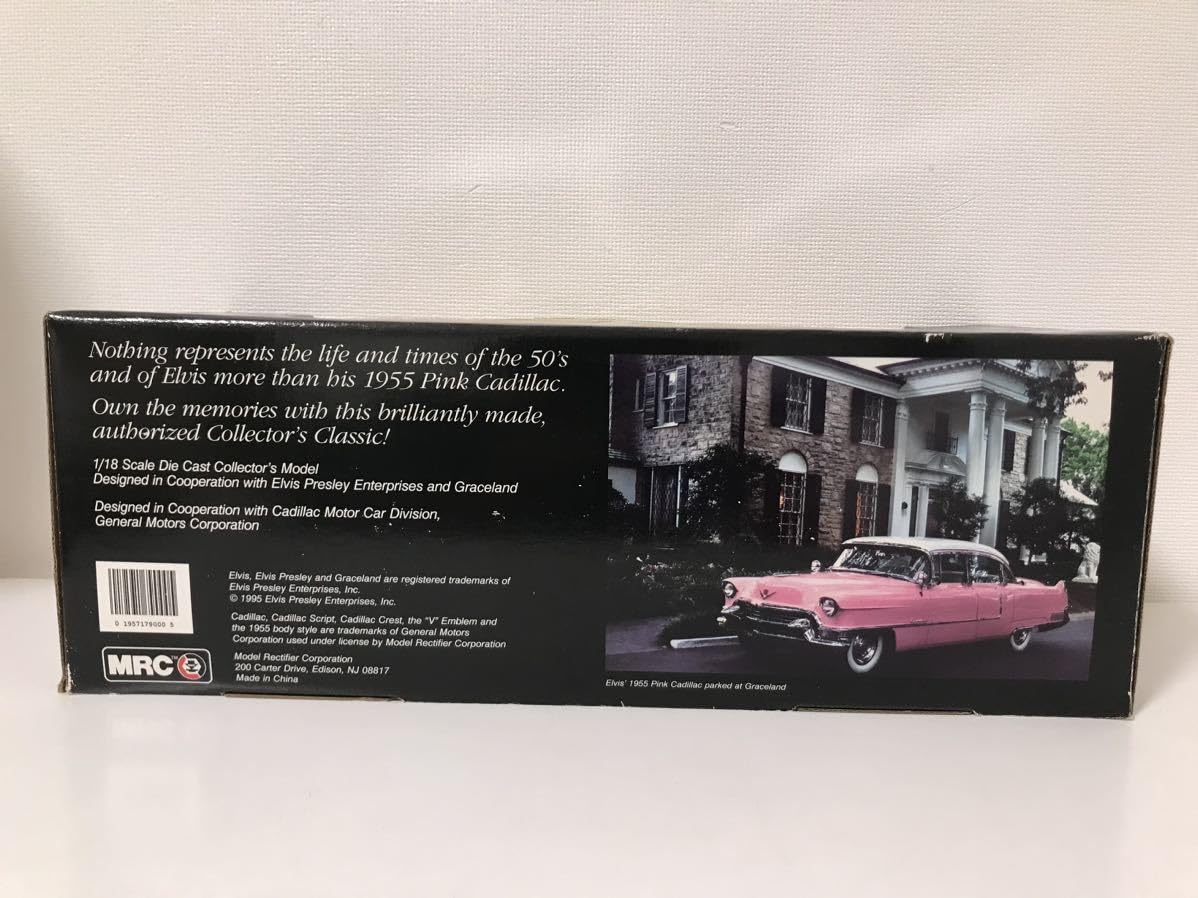 Nothing represents the life and times of the 50's
and of Elvis more than his 1955 Pink Cadillac.
Own the memories with this brilliantly made,
authorized Collector's Classic!
1/18 Scale Die Cast Collector's Model
Designed in Cooperation with Elvis Presley Enterprises and Graceland
Designed in Cooperation with Cadillac Motor Car Division,
General Motors Corporation
0 1957179000 5
Elvis, Elvis Presley and Graceland are registered trademarks of
Elvis Presley Enterprises, Inc.
© 1995 Elvis Presley Enterprises, Inc.
Cadillac, Cadillac Script, Cadillac Crest, the "V" Emblem and
the 1955 body style are trademarks of General Motors
Corporation used under license by Model Rectifier Corporation
MRC™
Model Rectifier Corporation
200 Carter Drive, Edison, NJ 08817
Made in China
Elvis' 1955 Pink Cadillac parked at Graceland